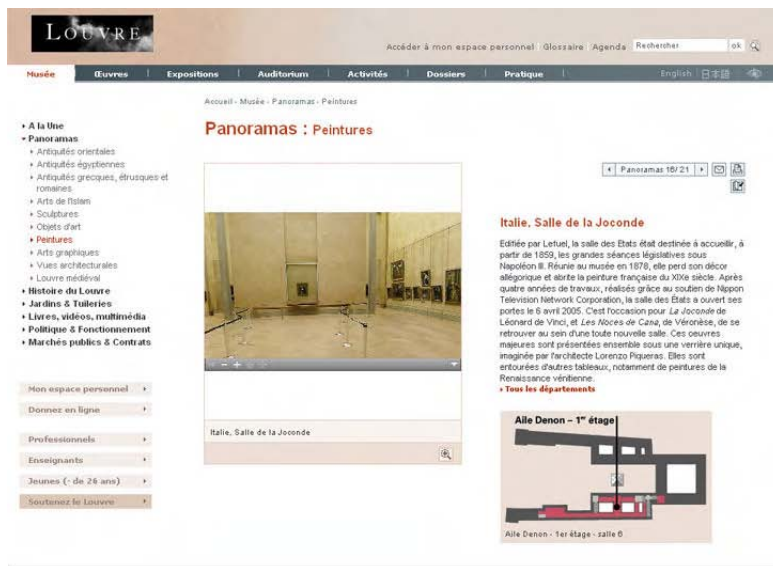 LOUVRE
Accéder à mon espace personnel Glossaire Agenda Rechercher ok
Musée Œuvres Expositions Auditorium Activités Dossiers Pratique English 日本語
Accueil › Musée › Panoramas › Peintures
A la Une
Panoramas
Antiquités orientales
Antiquités égyptiennes
Antiquités grecques, étrusques et
romaines
Arts de l'Islam
Sculptures
Objets d'art
Peintures
Arts graphiques
Vues architecturales
Louvre médiéval
Histoire du Louvre
Jardins & Tuileries
Livres, vidéos, multimédia
Politique & Fonctionnement
Marchés publics & Contrats
Mon espace personnel
Donnez en ligne
Professionnels
Enseignants
Jeunes (- de 26 ans)
Soutenez le Louvre
Panoramas : Peintures
Italie, Salle de la Joconde
Panoramas 16/21
Italie, Salle de la Joconde
Edifiée par Lefuel, la salle des Etats était destinée à accueillir, à
partir de 1859, les grandes séances législatives sous
Napoléon III. Réunie au musée en 1878, elle perd son décor
allégorique et abrite la peinture française du XIXe siècle. Après
quatre années de travaux, réalisés grâce au soutien de Nippon
Television Network Corporation, la salle des États a ouvert ses
portes le 6 avril 2005. C'est l'occasion pour La Joconde de
Léonard de Vinci, et Les Noces de Cana, de Véronèse, de se
retrouver au sein d'une toute nouvelle salle. Ces oeuvres
majeures sont présentées ensemble sous une verrière unique,
imaginée par l'architecte Lorenzo Piqueras. Elles sont
entourées d'autres tableaux, notamment de peintures de la
Renaissance vénitienne.
Tous les départements
Aile Denon – 1er étage
Aile Denon - 1er étage - salle 6